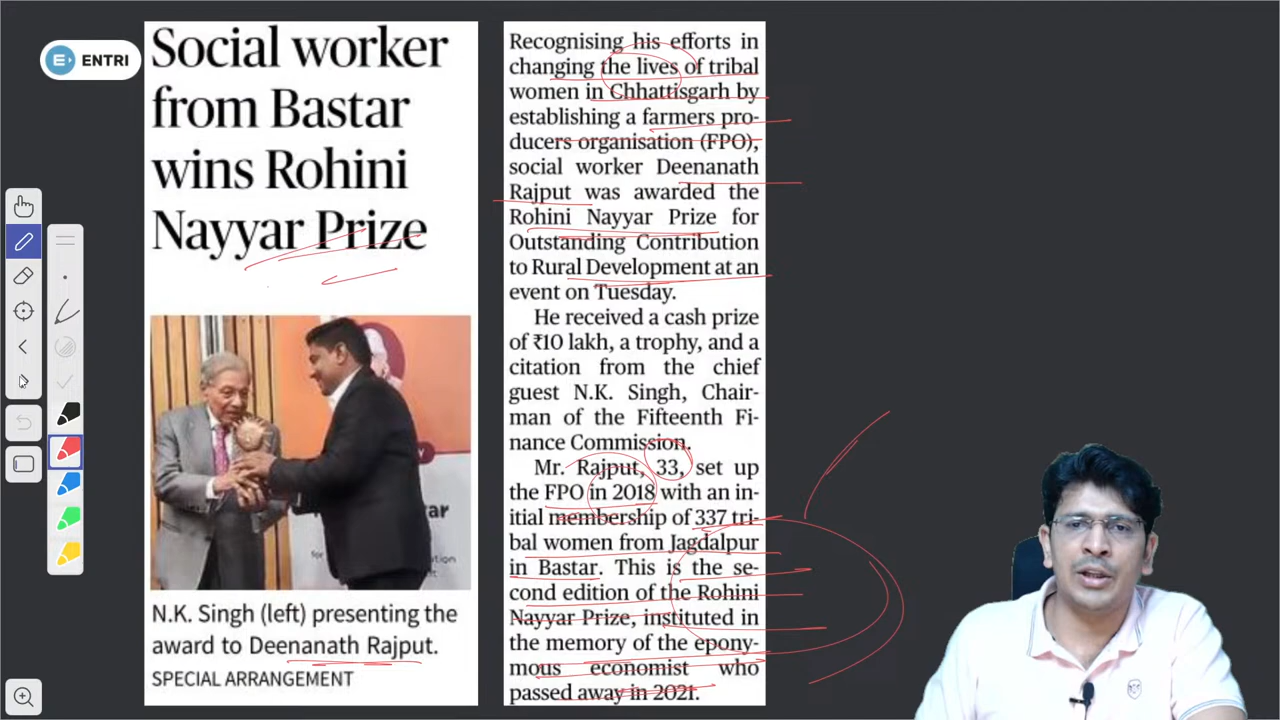 ENTRI
Social worker
from Bastar
wins Rohini
Nayyar Prize
N.K. Singh (left) presenting the
award to Deenanath Rajput.
SPECIAL ARRANGEMENT
Recognising his efforts in
changing the lives of tribal
women in Chhattisgarh by
establishing a farmers pro-
ducers organisation (FPO),
social worker Deenanath
Rajput was awarded the
Rohini Nayyar Prize for
Outstanding Contribution
to Rural Development at an
event on Tuesday.
He received a cash prize
of ₹10 lakh, a trophy, and a
citation from the chief
guest N.K. Singh, Chair-
man of the Fifteenth Fi-
nance Commission.
Mr. Rajput, 33, set up
the FPO in 2018 with an in-
itial membership of 337 tri-
bal women from Jagdalpur
in Bastar. This is the se-
cond edition of the Rohini
Nayyar Prize, instituted in
the memory of the epony-
mous economist who
passed away in 2021.